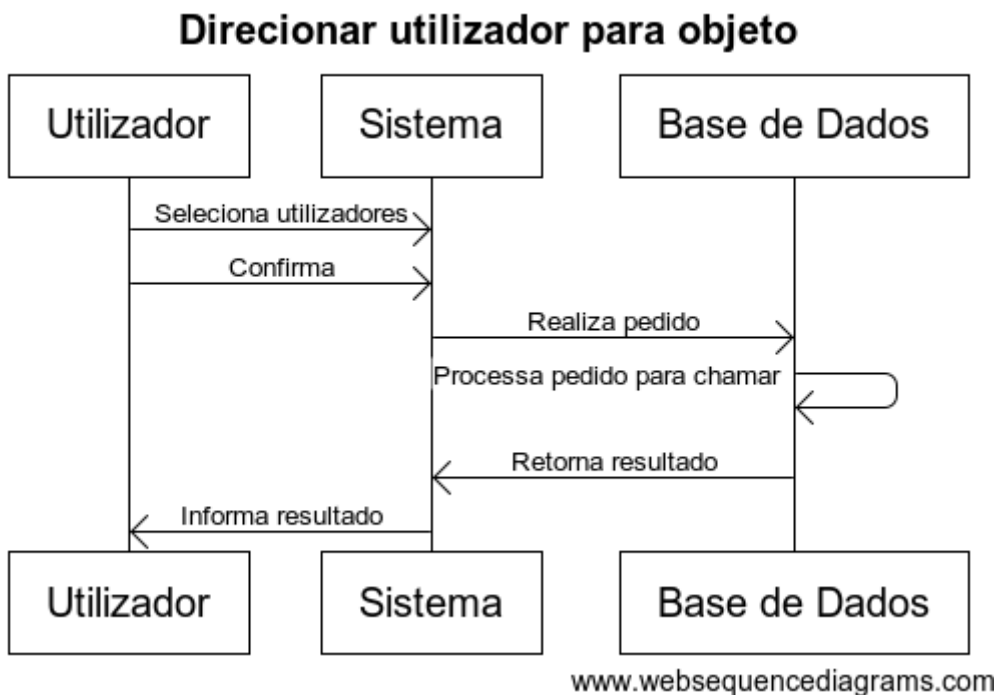 Direcionar utilizador para objeto
Utilizador
Sistema
Base de Dados
Seleciona utilizadores
Confirma
Realiza pedido
Processa pedido para chamar
Retorna resultado
Informa resultado
Utilizador
Sistema
Base de Dados
www.websequencediagrams.com